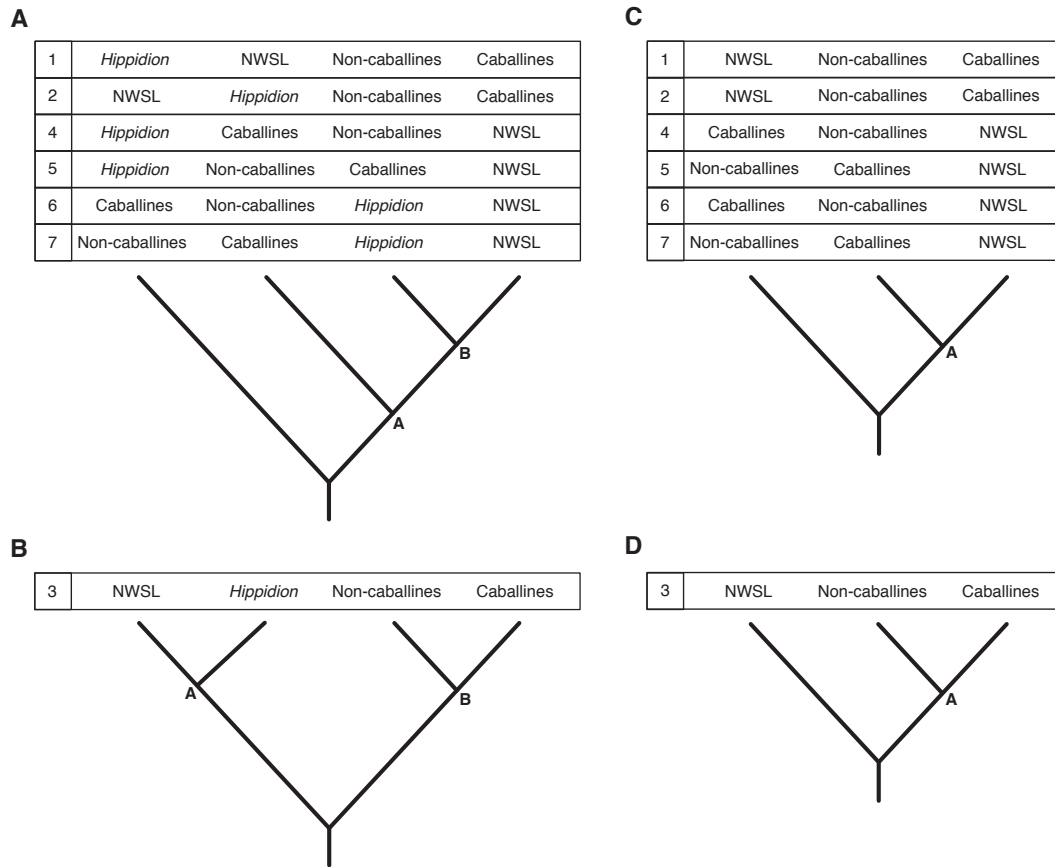 A
1 Hippidion NWSL Non-caballines Caballines
2 NWSL Hippidion Non-caballines Caballines
4 Hippidion Caballines Non-caballines NWSL
5 Hippidion Non-caballines Caballines NWSL
6 Caballines Non-caballines Hippidion NWSL
7 Non-caballines Caballines Hippidion NWSL
B
A
B
3 NWSL Hippidion Non-caballines Caballines
A
B
C
1 NWSL Non-caballines Caballines
2 NWSL Non-caballines Caballines
4 Caballines Non-caballines NWSL
5 Non-caballines Caballines NWSL
6 Caballines Non-caballines NWSL
7 Non-caballines Caballines NWSL
A
D
3 NWSL Non-caballines Caballines
A